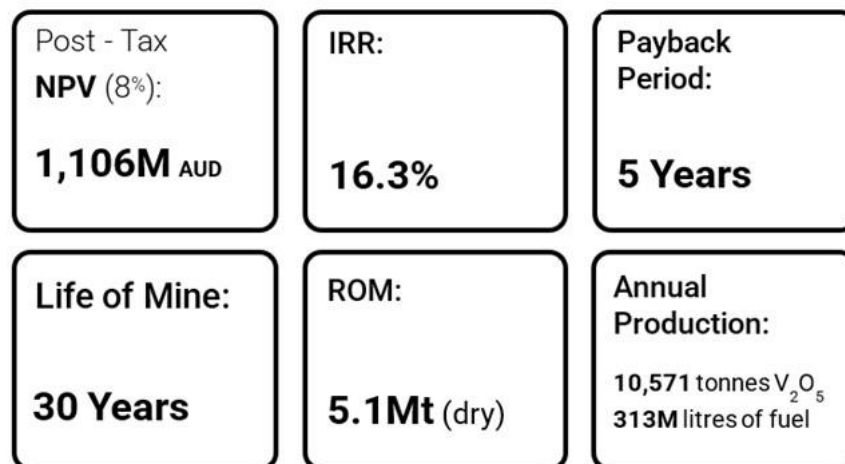 Post - Tax
NPV (8%):
1,106M AUD
IRR:
16.3%
Payback
Period:
5 Years
Life of Mine:
30 Years
ROM:
5.1Mt (dry)
Annual
Production:
10,571 tonnes V₂O₅
313M litres of fuel